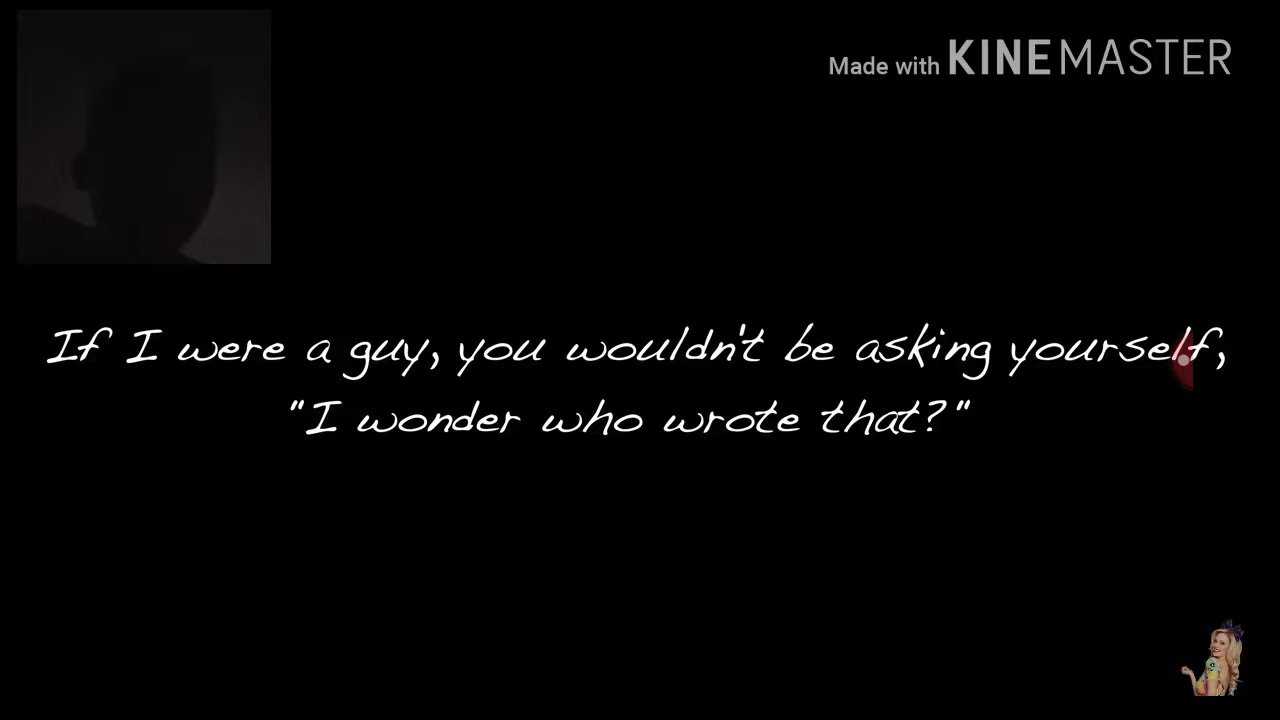 Made with KINEMASTER
If I were a guy, you wouldn't be asking yourself,
"I wonder who wrote that?"